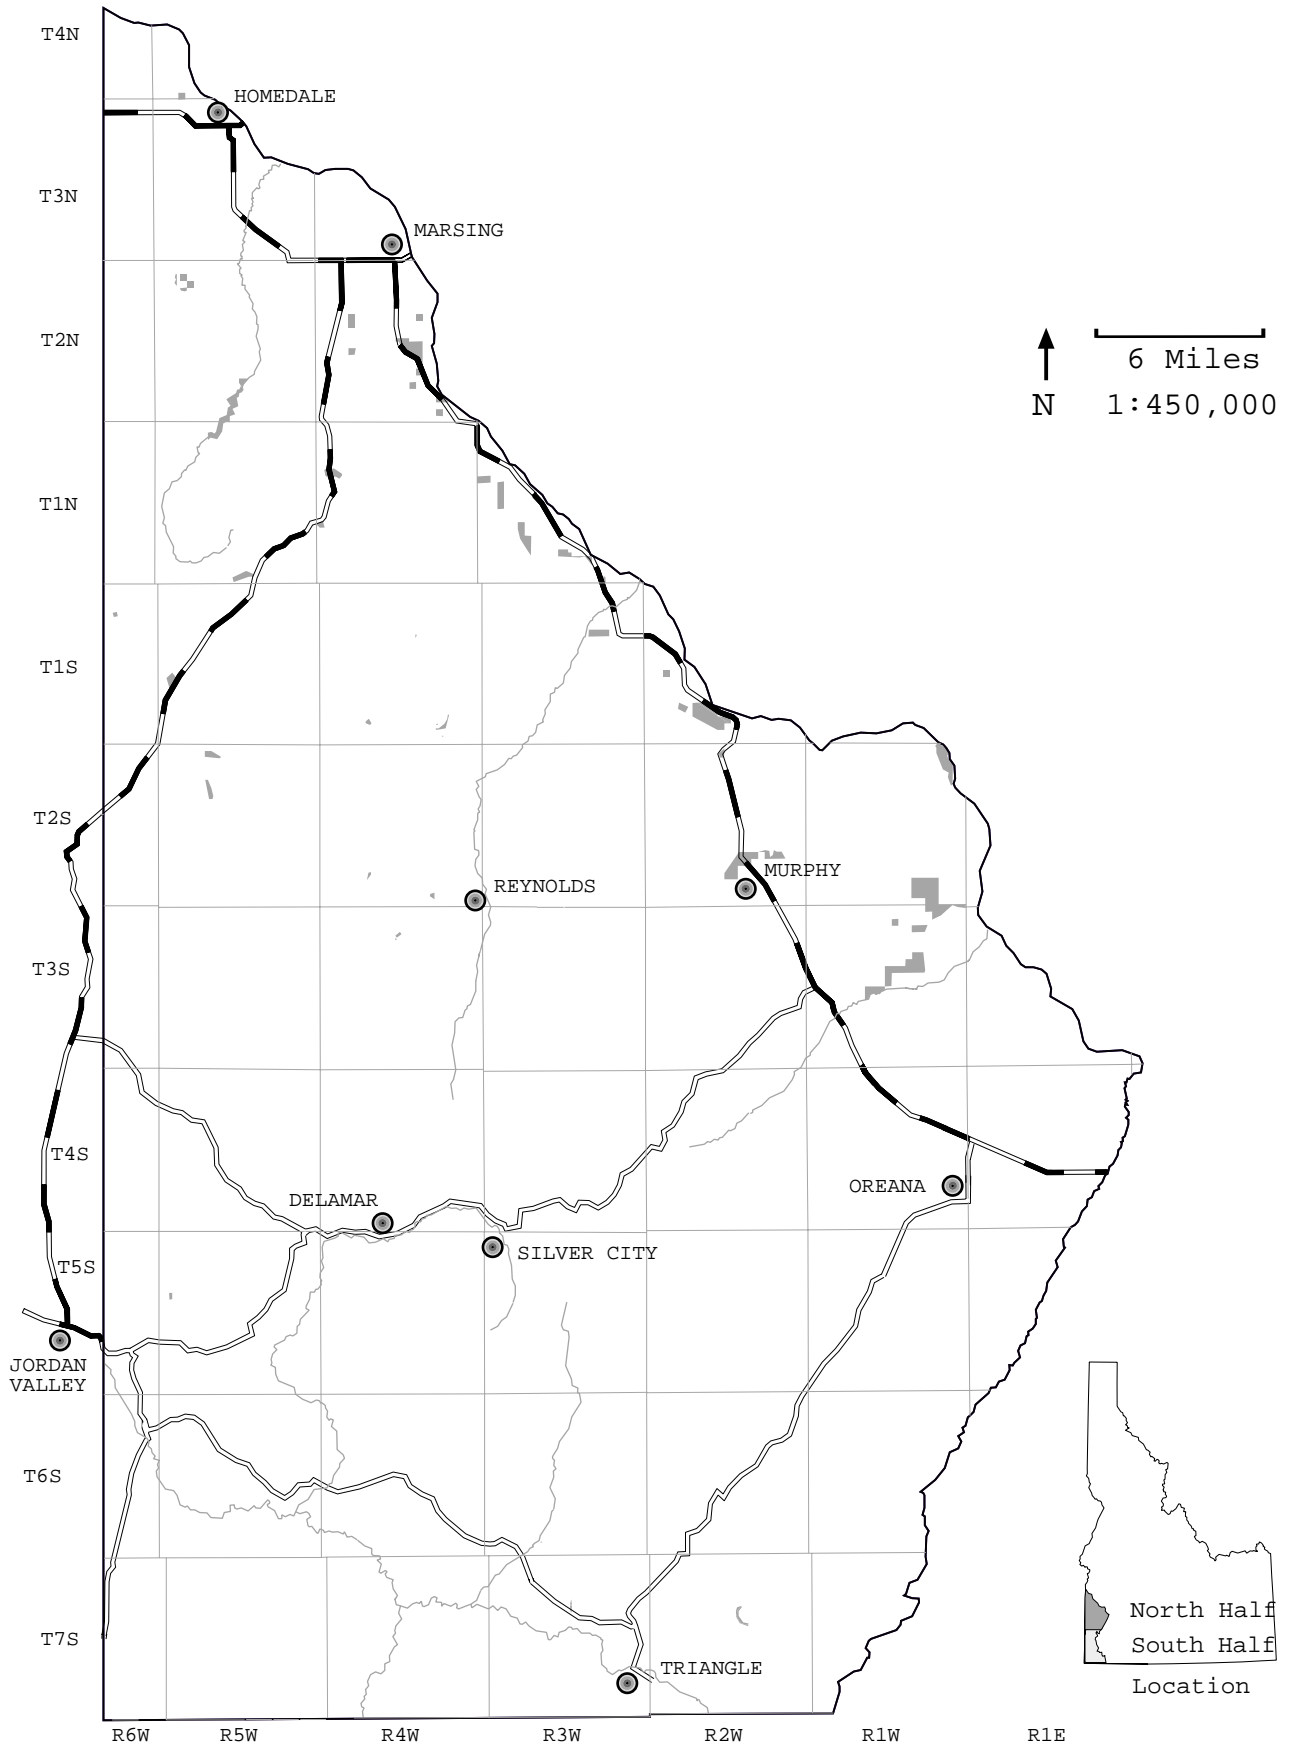 T4N
HOMEDALE
T3N
MARSING
T2N
6 Miles
N 1:450,000
T1N
T1S
T2S
MURPHY
REYNOLDS
T3S
T4S
OREANA
DELAMAR
SILVER CITY
T5S
JORDAN
VALLEY
T6S
North Half
T7S
South Half
TRIANGLE
Location
R6W R5W R4W R3W R2W R1W R1E